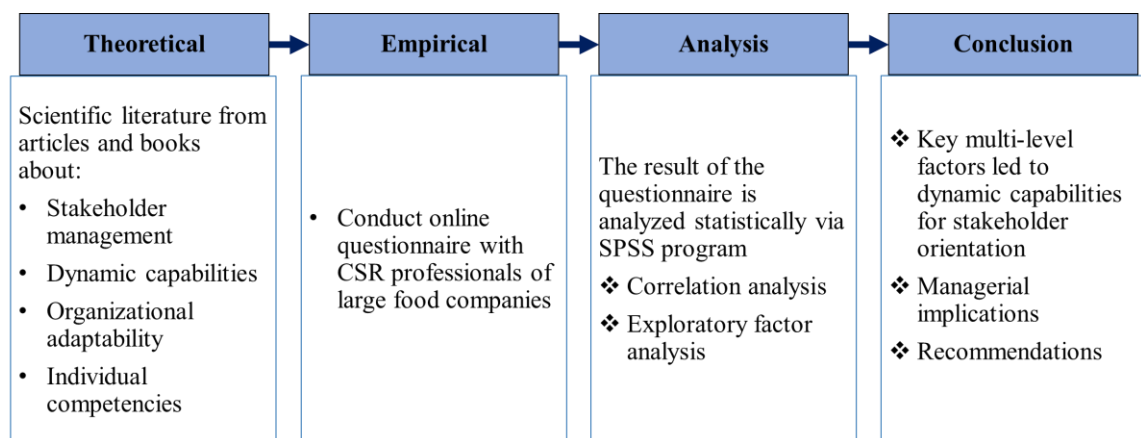 Theoretical
Scientific literature from
articles and books
about:
• Stakeholder
management
• Dynamic capabilities
• Organizational
adaptability
• Individual
competencies
Empirical
• Conduct online
questionnaire with
CSR professionals of
large food companies
Analysis
The result of the
questionnaire is
analyzed statistically via
SPSS program
❖ Correlation analysis
❖ Exploratory factor
analysis
Conclusion
❖ Key multi-level
factors led to
dynamic capabilities
for stakeholder
orientation
❖ Managerial
implications
❖ Recommendations